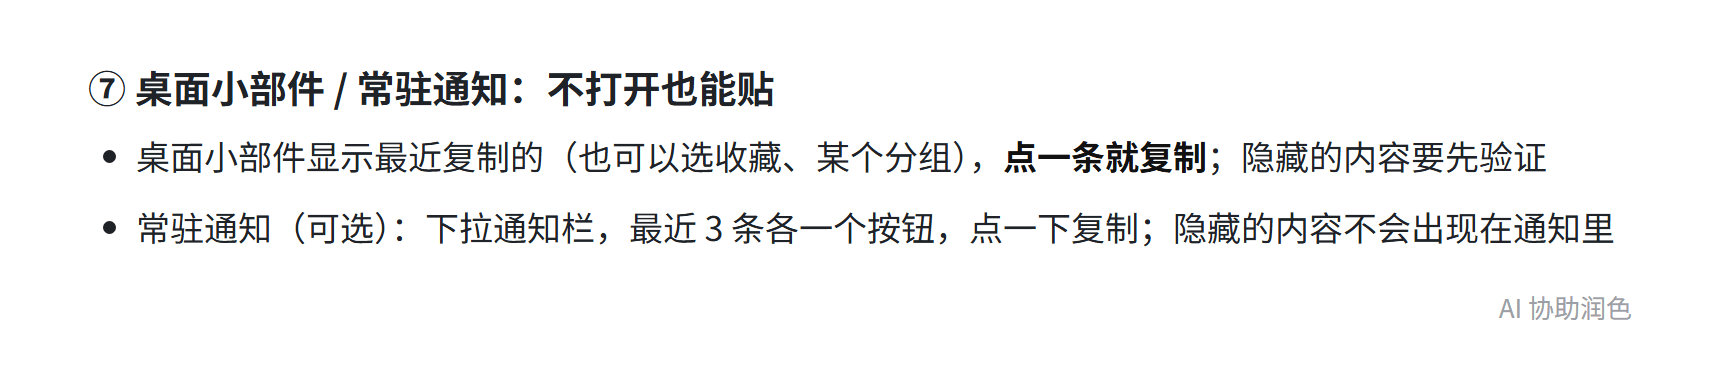 ⑦ 桌面小部件 / 常驻通知：不打开也能贴
• 桌面小部件显示最近复制的（也可以选收藏、某个分组），点一条就复制；隐藏的内容要先验证
• 常驻通知（可选）：下拉通知栏，最近 3 条各一个按钮，点一下复制；隐藏的内容不会出现在通知里
AI 协助润色